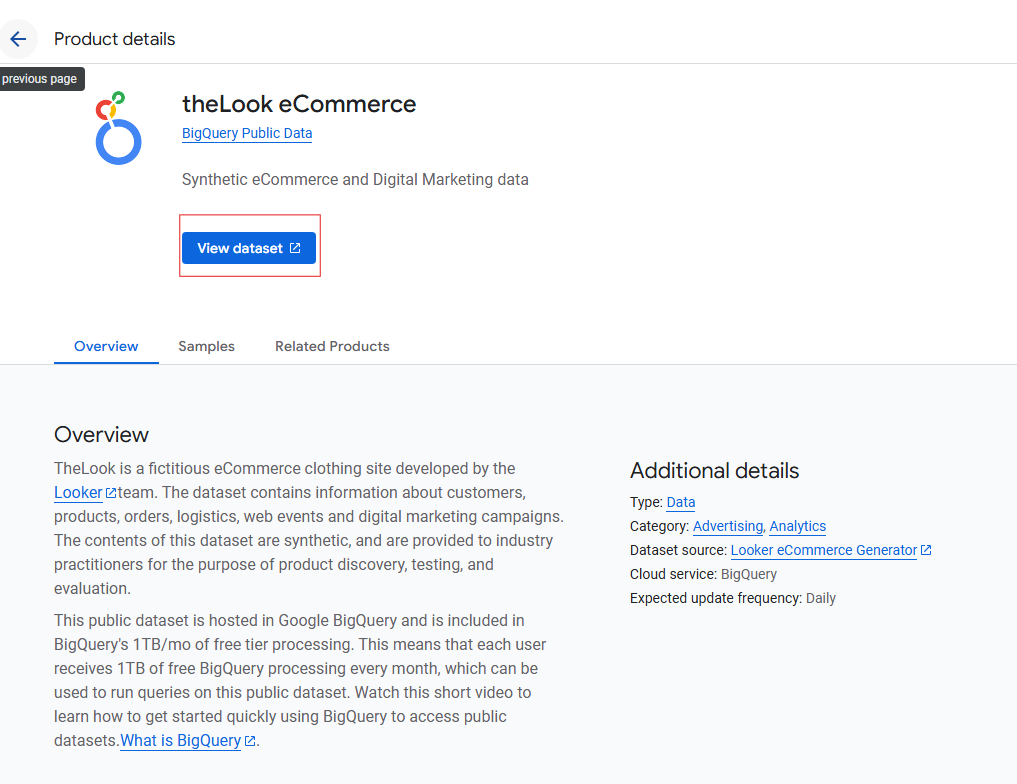 Product details
previous page
theLook eCommerce
BigQuery Public Data
Synthetic eCommerce and Digital Marketing data
View dataset
Overview Samples Related Products
Overview
TheLook is a fictitious eCommerce clothing site developed by the
Looker team. The dataset contains information about customers,
products, orders, logistics, web events and digital marketing campaigns.
The contents of this dataset are synthetic, and are provided to industry
practitioners for the purpose of product discovery, testing, and
evaluation.
This public dataset is hosted in Google BigQuery and is included in
BigQuery's 1TB/mo of free tier processing. This means that each user
receives 1TB of free BigQuery processing every month, which can be
used to run queries on this public dataset. Watch this short video to
learn how to get started quickly using BigQuery to access public
datasets.What is BigQuery .
Additional details
Type: Data
Category: Advertising, Analytics
Dataset source: Looker eCommerce Generator
Cloud service: BigQuery
Expected update frequency: Daily